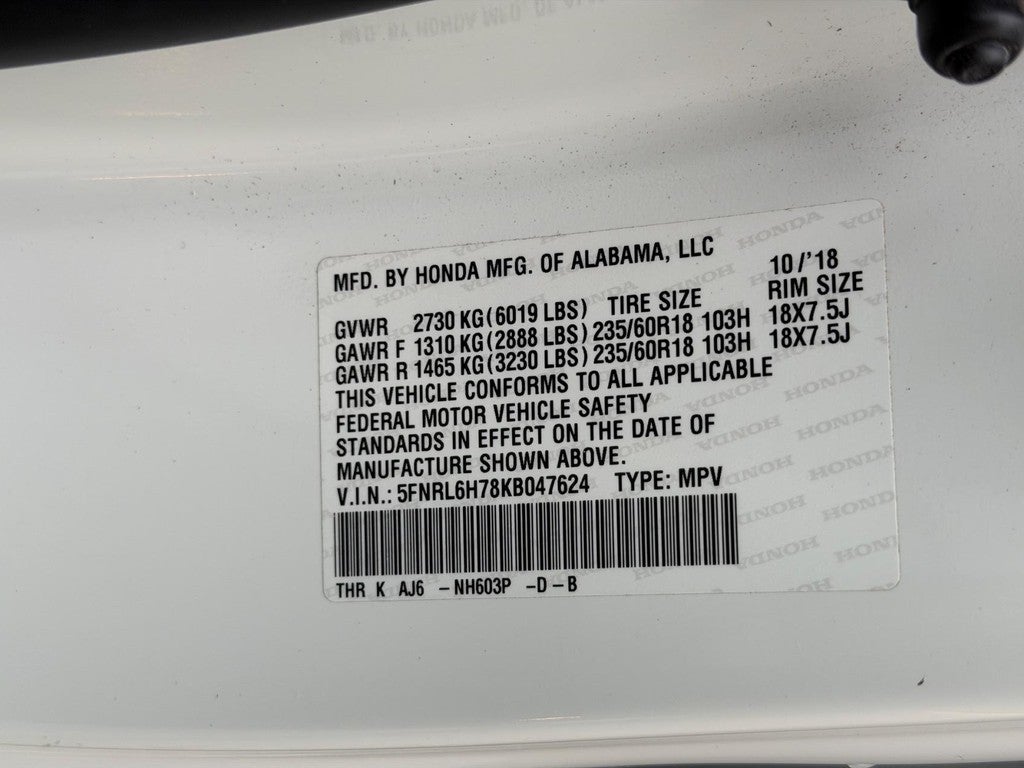 MFD. BY HONDA MFG. OF ALABAMA, LLC
10/'18
GVWR 2730 KG(6019 LBS) TIRE SIZE RIM SIZE
GAWR F 1310 KG(2888 LBS) 235/60R18 103H 18X7.5J
GAWR R 1465 KG(3230 LBS) 235/60R18 103H 18X7.5J
THIS VEHICLE CONFORMS TO ALL APPLICABLE
FEDERAL MOTOR VEHICLE SAFETY
STANDARDS IN EFFECT ON THE DATE OF
MANUFACTURE SHOWN ABOVE.
V.I.N.: 5FNRL6H78KB047624 TYPE: MPV
THR K AJ6 -NH603P -D-B